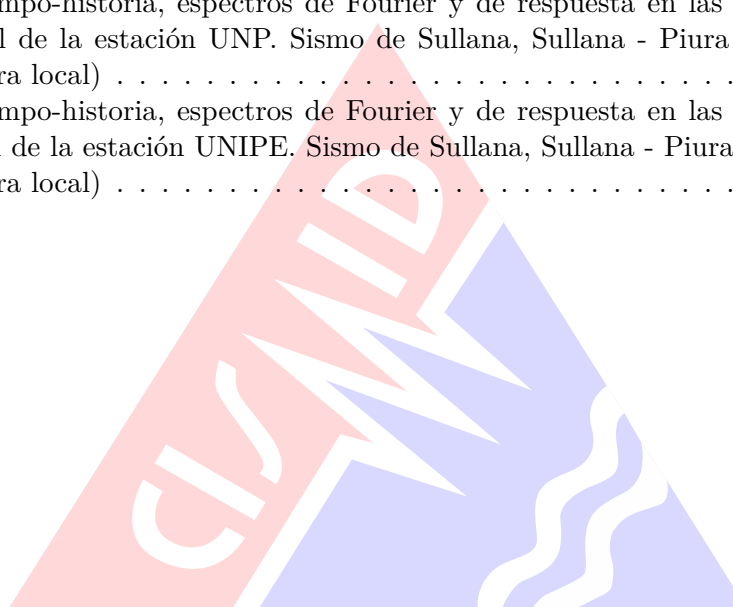 mpo-historia, espectros de Fourier y de respuesta en las
l de la estación UNP. Sismo de Sullana, Sullana - Piura
ra local) . . . . . . . . . . . . . . . . . . . . . . . . . . . .
mpo-historia, espectros de Fourier y de respuesta en las
l de la estación UNIPE. Sismo de Sullana, Sullana - Piura
ra local) . . . . . . . . . . . . . . . . . . . . . . . . . . . .
CISMID